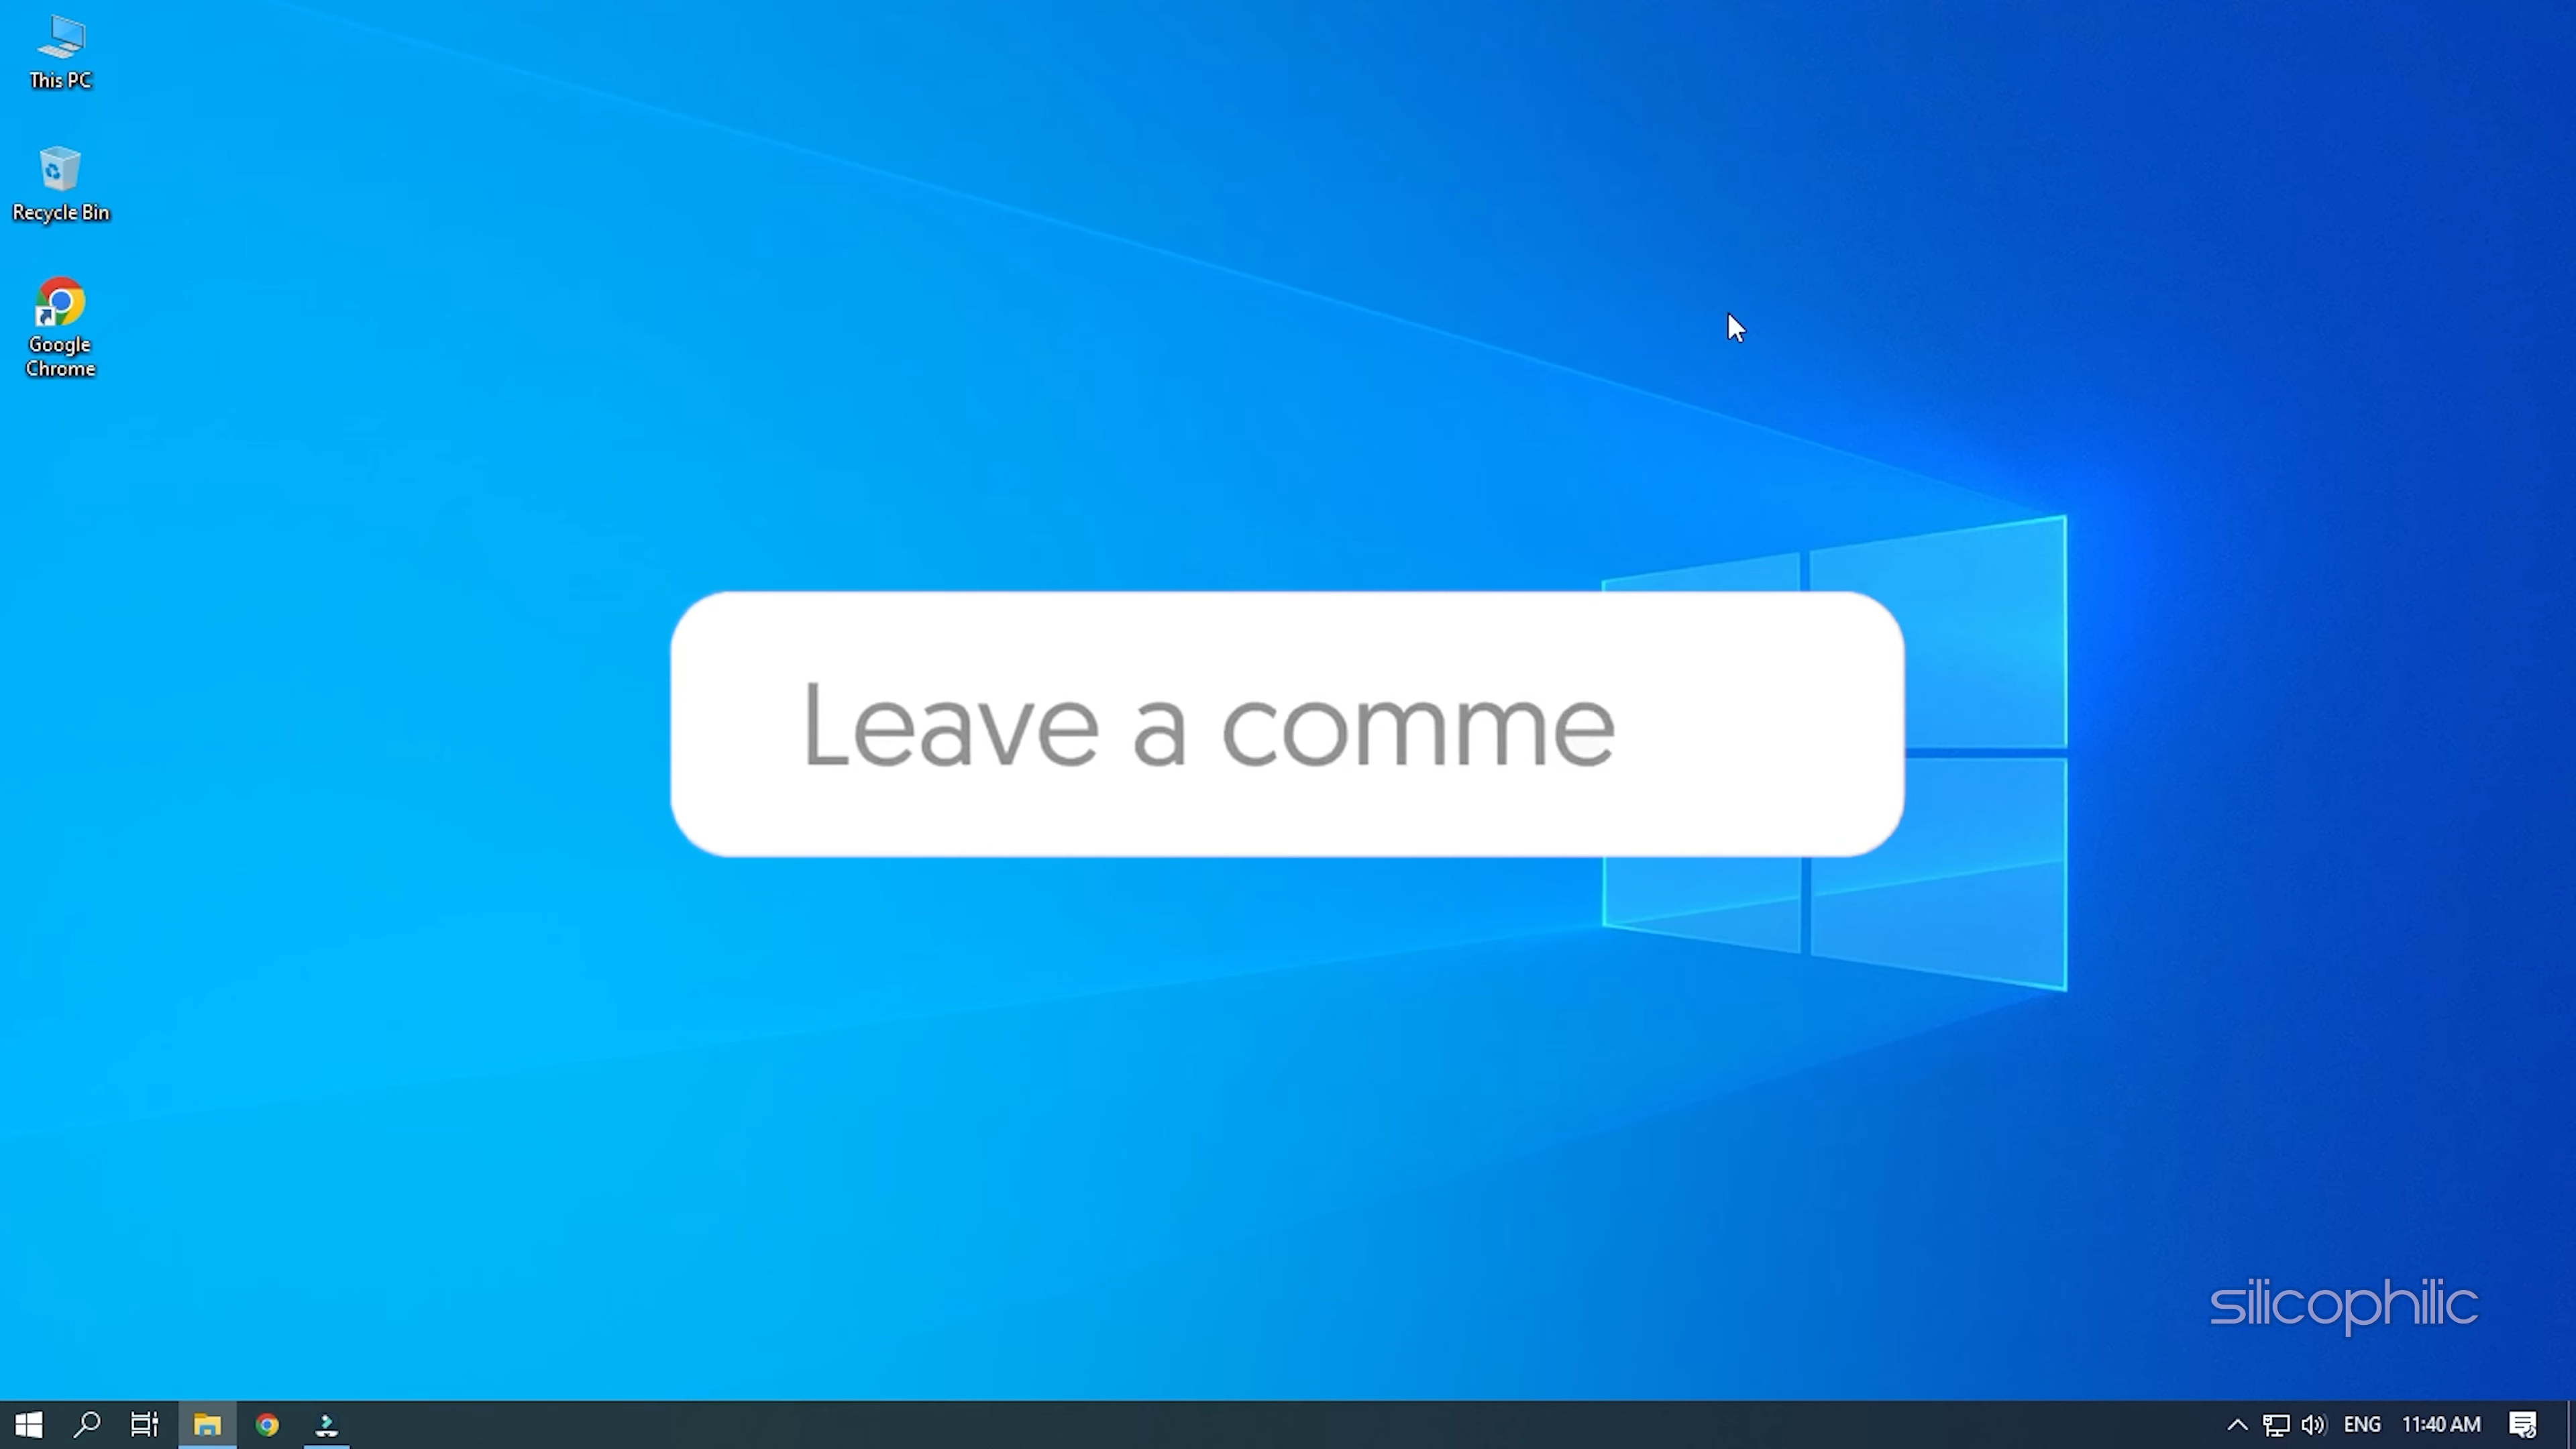 This PC
Recycle Bin
Google
Chrome
Leave a comme
silicophilic
ENG
11:40 AM